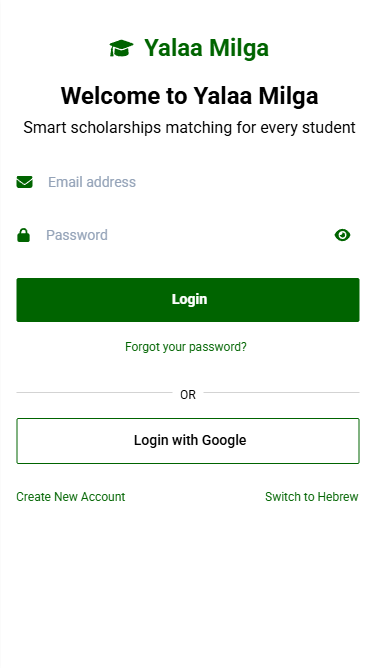 Yalaa Milga
Welcome to Yalaa Milga
Smart scholarships matching for every student
Email address
Password
Login
Forgot your password?
OR
Login with Google
Create New Account
Switch to Hebrew